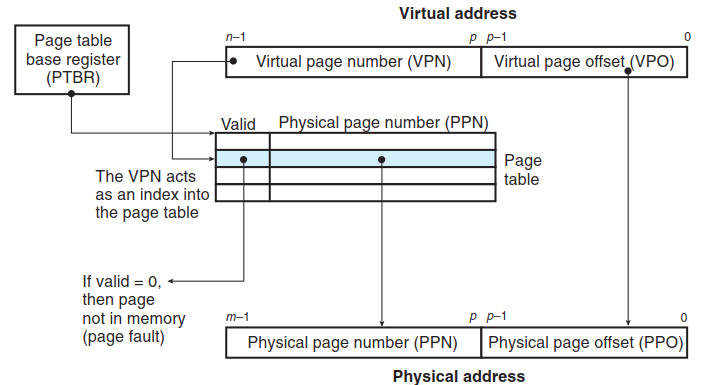 Virtual address
Page table
base register
(PTBR)
n–1
p
p–1
0
Virtual page number (VPN)
Virtual page offset (VPO)
Valid
Physical page number (PPN)
The VPN acts
as an index into
the page table
Page
table
If valid = 0,
then page
not in memory
(page fault)
m–1
p
p–1
0
Physical page number (PPN)
Physical page offset (PPO)
Physical address